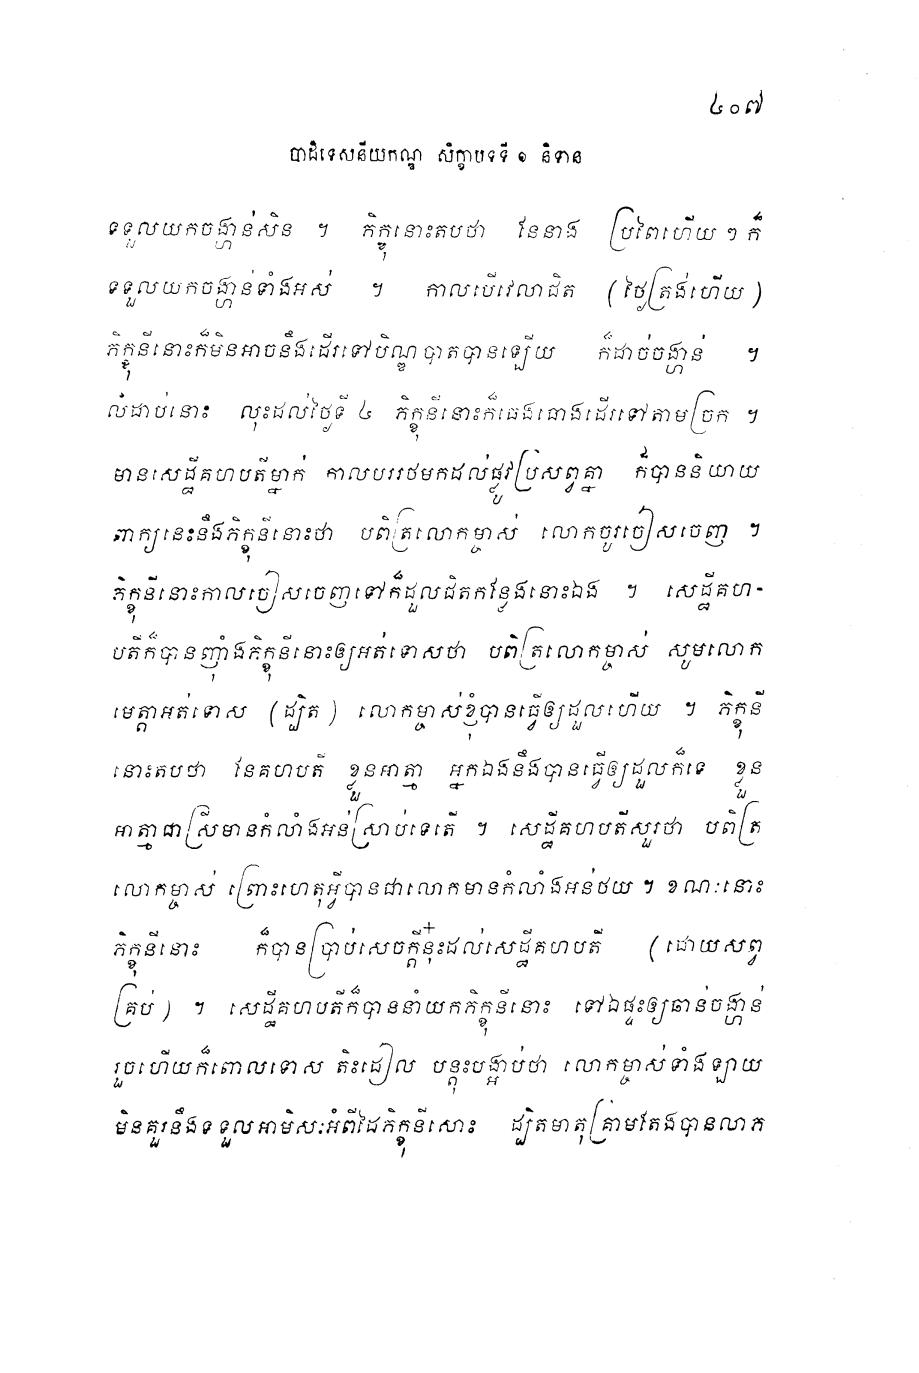 ៤០៧
បាដិទេសនីយកណ្ឌ សិក្ខាបទទី ១ និទាន
ទទួលយកចង្ហាន់សិន ។ ភិក្ខុនោះតបថា នែនាង ប្រពៃហើយ ៗ ក៏
ទទួលយកចង្ហាន់ទាំងអស់ ។ កាលបើវេលាជិត (ថ្ងៃត្រង់ហើយ)
ភិក្ខុនីនោះក៏មិនអាចនឹងដើរទៅបិណ្ឌបាតបានឡើយ ក៏ដាច់ចង្ហាន់ ។
លំដាប់នោះ លុះដល់ថ្ងៃទី ៤ ភិក្ខុនីនោះក៏ធេងធោងដើរទៅតាមច្រក ។
មានសេដ្ឋីគហបតីម្នាក់ កាលបររថមកដល់ផ្លូវប្រសព្វគ្នា ក៏បាននិយាយ
ពាក្យនេះនឹងភិក្ខុនីនោះថា បពិត្រលោកម្ចាស់ លោកចូរចៀសចេញ ។
ភិក្ខុនីនោះកាលចៀសចេញទៅក៏ដួលជិតកន្លែងនោះឯង ។ សេដ្ឋីគហ-
បតីក៏បានញ៉ាំងភិក្ខុនីនោះឲ្យអត់ទោសថា បពិត្រលោកម្ចាស់ សូមលោក
មេត្តាអត់ទោស (ដ្បិត) លោកម្ចាស់ខ្ញុំបានធ្វើឲ្យដួលហើយ ។ ភិក្ខុនី
នោះតបថា នែគហបតី ខ្លួនអាត្មា អ្នកឯងនឹងបានធ្វើឲ្យដួលក៏ទេ ខ្លួន
អាត្មាជាស្រីមានកំលាំងអន់ស្រាប់ទេតើ ។ សេដ្ឋីគហបតីសួរថា បពិត្រ
លោកម្ចាស់ ព្រោះហេតុអ្វីបានជាលោកមានកំលាំងអន់ថយ ។ ខណៈនោះ
ភិក្ខុនីនោះ ក៏បានប្រាប់សេចក្តីនុ៎ះដល់សេដ្ឋីគហបតី (ដោយសព្វ
គ្រប់) ។ សេដ្ឋីគហបតីក៏បាននាំយកភិក្ខុនីនោះ ទៅឯផ្ទះឲ្យឆាន់ចង្ហាន់
រួចហើយក៏ពោលទោស តិះដៀល បន្តុះបង្អាប់ថា លោកម្ចាស់ទាំងឡាយ
មិនគួរនឹងទទួលអាមិសៈអំពីដៃភិក្ខុនីសោះ ដ្បិតមាតុគ្រាមតែងបានលាភ